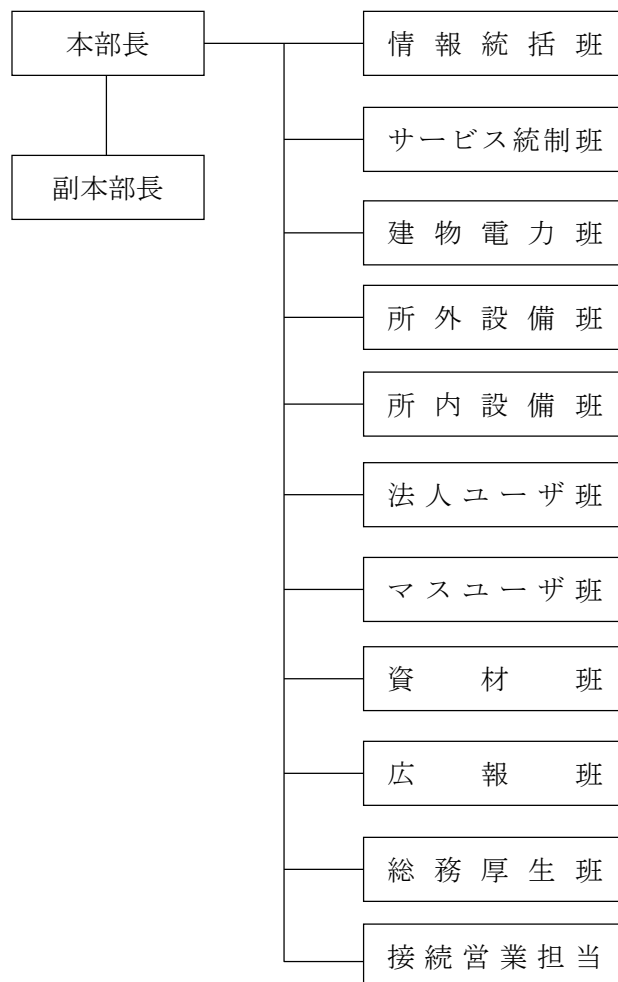 本部長
副本部長
情報統括班
サービス統制班
建物電力班
所外設備班
所内設備班
法人ユーザ班
マスユーザ班
資材班
広報班
総務厚生班
接続営業担当